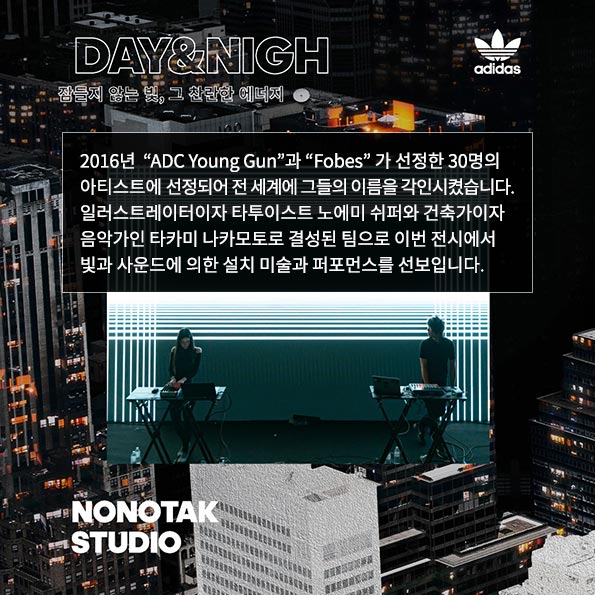 DAY&NIGH
adidas
잠들지 않는 빛, 그 찬란한 에너지
2016년 “ADC Young Gun”과 “Fobes” 가 선정한 30명의
아티스트에 선정되어 전 세계에 그들의 이름을 각인시켰습니다.
일러스트레이터이자 타투이스트 노에미 쉬퍼와 건축가이자
음악가인 타카미 나카모토로 결성된 팀으로 이번 전시에서
빛과 사운드에 의한 설치 미술과 퍼포먼스를 선보입니다.
NONOTAK
STUDIO